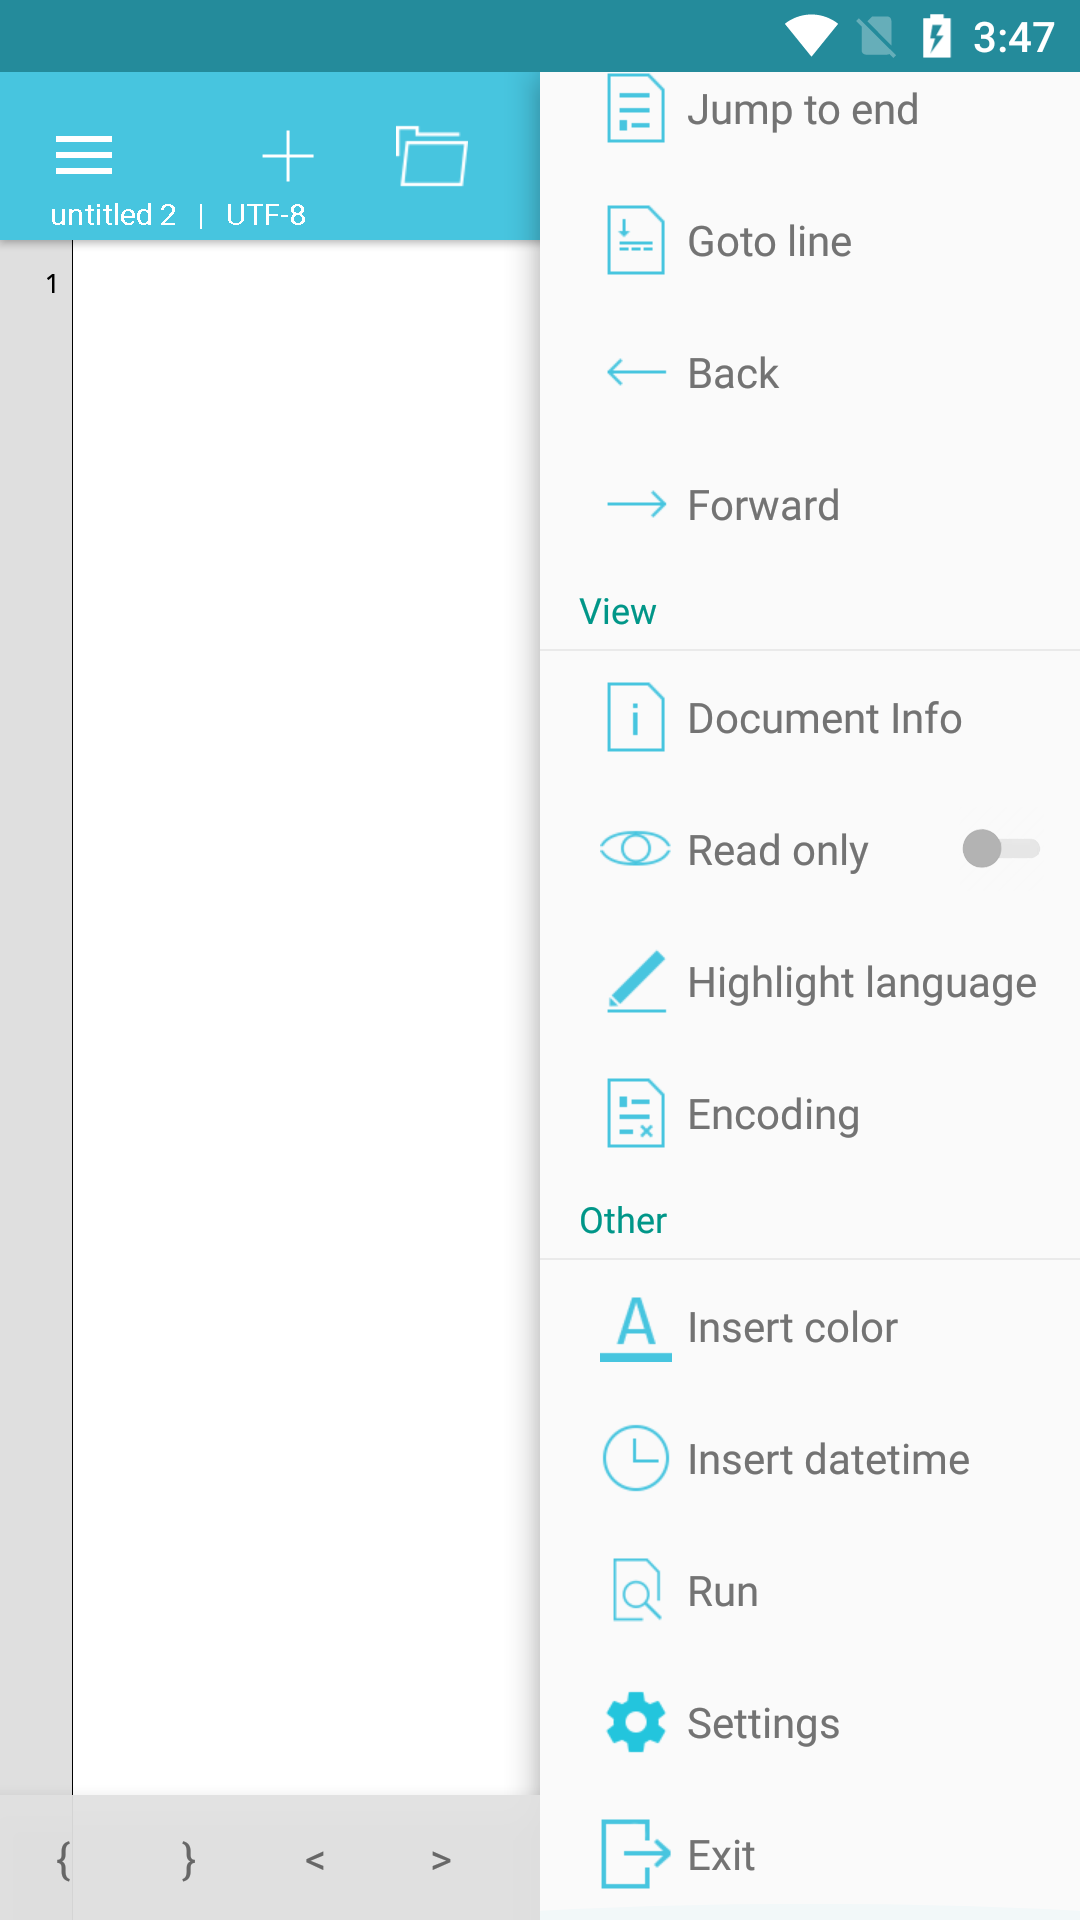 3:47
untitled 2 | UTF-8
1
Jump to end
Goto line
Back
Forward
View
Document Info
Read only
Highlight language
Encoding
Other
A
Insert color
Insert datetime
Run
Settings
Exit
{ } < >